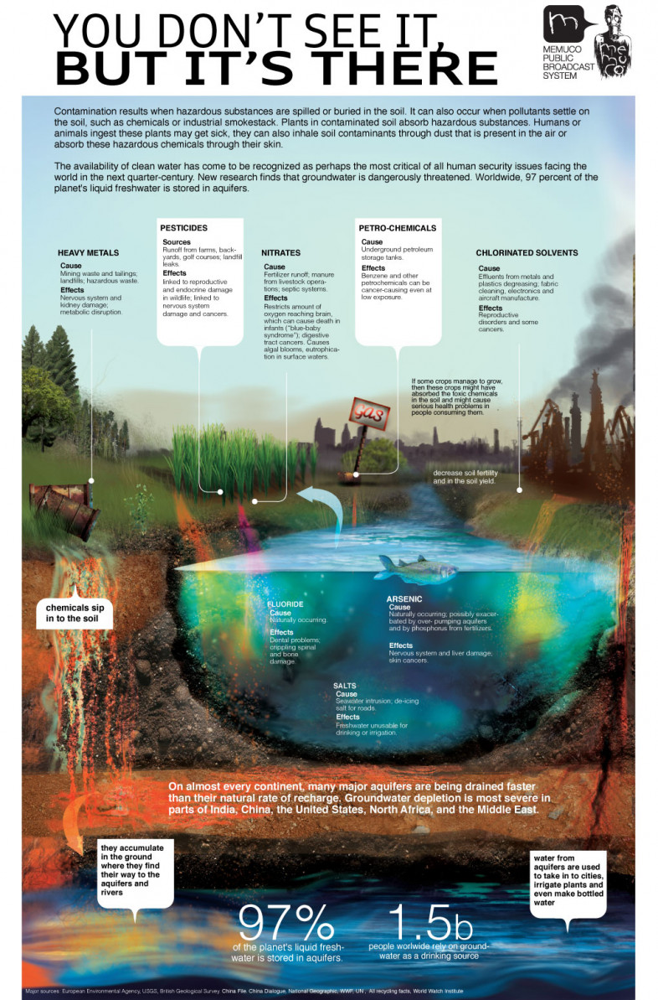 YOU DON'T SEE IT,
BUT IT'S THERE
m
me
mu
co
MEMUCO
PUBLIC
BROADCAST
SYSTEM
Contamination results when hazardous substances are spilled or buried in the soil. It can also occur when pollutants settle on
the soil, such as chemicals or industrial smokestack. Plants in contaminated soil absorb hazardous substances. Humans or
animals ingest these plants may get sick, they can also inhale soil contaminants through dust that is present in the air or
absorb these hazardous chemicals through their skin.
The availability of clean water has come to be recognized as perhaps the most critical of all human security issues facing the
world in the next quarter-century. New research finds that groundwater is dangerously threatened. Worldwide, 97 percent of the
planet's liquid freshwater is stored in aquifers.
HEAVY METALS
Cause
Mining waste and tailings;
landfills; hazardous waste.
Effects
Nervous system and
kidney damage;
metabolic disruption.
PESTICIDES
Sources
Runoff from farms, back-
yards, golf courses; landfill
leaks.
Effects
linked to reproductive
and endocrine damage
in wildlife; linked to
nervous system
damage and cancers.
NITRATES
Cause
Fertilizer runoff; manure
from livestock opera-
tions; septic systems.
Effects
Restricts amount of
oxygen reaching brain,
which can cause death in
infants ("blue-baby
syndrome"); digestive
tract cancers. Causes
algal blooms, eutrophica-
tion in surface waters.
PETRO-CHEMICALS
Cause
Underground petroleum
storage tanks.
Effects
Benzene and other
petrochemicals can be
cancer-causing even at
low exposure.
CHLORINATED SOLVENTS
Cause
Effluents from metals and
plastics degreasing, fabric
cleaning, electronics and
aircraft manufacture.
Effects
Reproductive
disorders and some
cancers.
If some crops manage to grow,
then these crops might have
absorbed the toxic chemicals
in the soil and might cause
serious health problems in
people consuming them.
gas
decrease soil fertility
and in the soil yield.
chemicals sip
in to the soil
FLUORIDE
Cause
Naturally occurring.
Effects
Dental problems;
crippling spinal
and bone
damage.
ARSENIC
Cause
Naturally occurring; possibly exacer-
bated by over- pumping aquifers
and by phosphorus from fertilizers.
Effects
Nervous system and liver damage;
skin cancers.
SALTS
Cause
Seawater intrusion; de-icing
salt for roads.
Effects
Freshwater unusable for
drinking or irrigation.
On almost every continent, many major aquifers are being drained faster
than their natural rate of recharge. Groundwater depletion is most severe in
parts of India, China, the United States, North Africa, and the Middle East.
they accumulate
in the ground
where they find
their way to the
aquifers and
rivers
water from
aquifers are used
to take in to cities,
irrigate plants and
even make bottled
water
97%
of the planet's liquid fresh-
water is stored in aquifers.
1.5b
people worlwide rely on ground-
water as a drinking source
Major sources: European Environmental Agency, USGS, British Geological Survey China File, China Dialogue, National Geographic, WWF, UN , All recycling facts, World Watch Institute